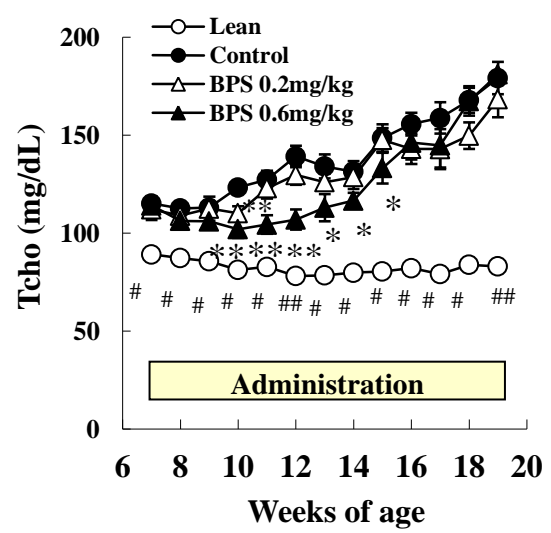 Lean
Control
BPS 0.2mg/kg
BPS 0.6mg/kg
200
150
100
50
0
Tcho (mg/dL)
**
*
*
*
** ** **
# # # # # ## # # # # # # ##
Administration
6 8 10 12 14 16 18 20
Weeks of age